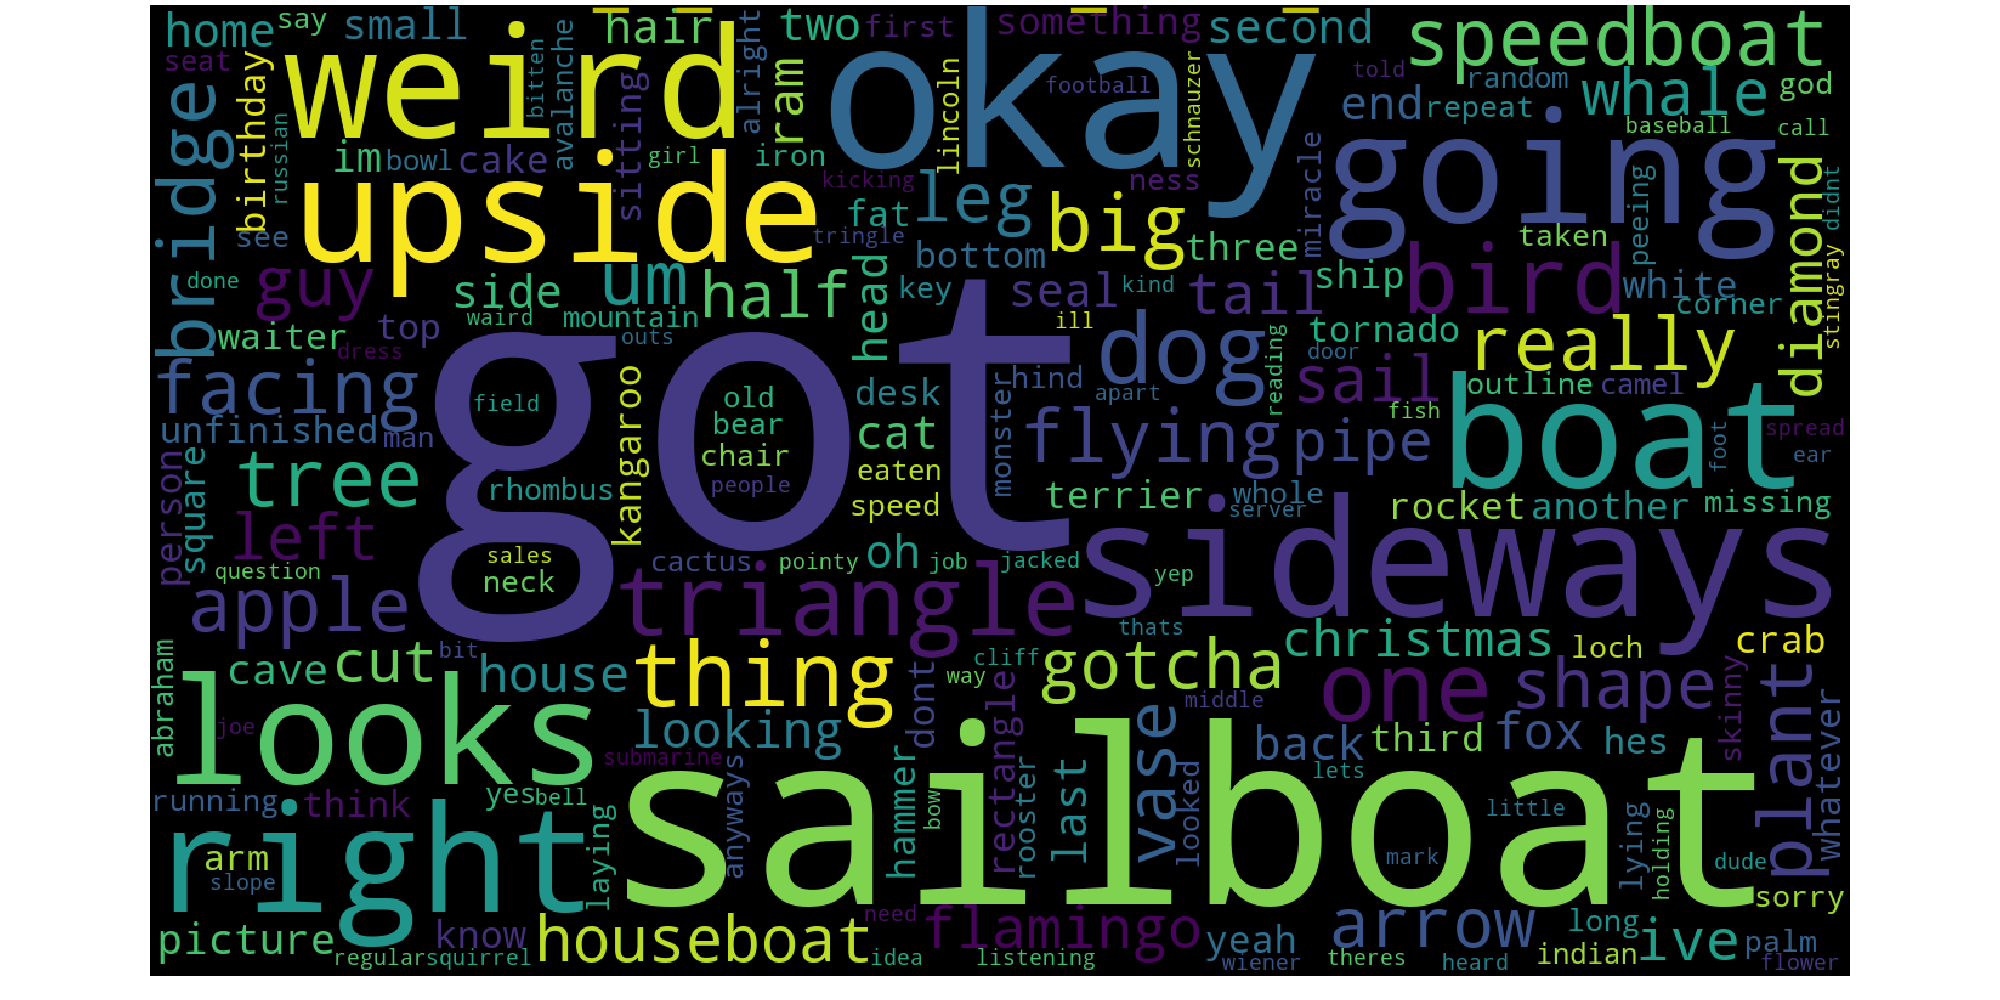 home
say
small
hair
two
first
something
second
speedboat
seat
weird
okay
bridge
birthday
russian
bitten
avalanche
alright
ram
lincoln
football
schnauzer
told
random
end
repeat
whale
god
baseball
call
going
im
bowl
cake
sitting
girl
iron
kicking
ness
miracle
upside
leg
fat
tringle
big
bottom
three
taken
peeing
didnt
diamond
see
done
guy
side
um
half
head
key
seal
kind
tail
ship
bird
white
corner
stingray
waiter
top
waird
mountain
outs
ill
dog
tornado
really
dress
facing
kangaroo
got
old
bear
chair
people
field
desk
cat
eaten
speed
monster
hind
apart
reading
door
sail
outline
camel
fish
boat
spread
ear
foot
unfinished
man
person
square
tree
rhombus
flying
pipe
terrier
whole
server
rocket
another
missing
left
question
sales
neck
cactus
pointy
oh
job
jacked
yep
sideways
apple
triangle
thats
christmas
loch
crab
abraham
cave
cut
bit
house
thing
dont
way
cliff
gotcha
middle
one
shape
skinny
plant
whatever
joe
looks
looking
submarine
rectangle
vase
back
third
fox
hes
running
think
yes
bell
anyways
hammer
bow
rooster
last
looked
lets
little
lying
holding
right
arm
slope
laying
sailboat
mark
dude
sorry
picture
regular
know
squirrel
houseboat
need
idea
flamingo
listening
yeah
wiener
arrow
theres
heard
long
indian
ive
palm
flower